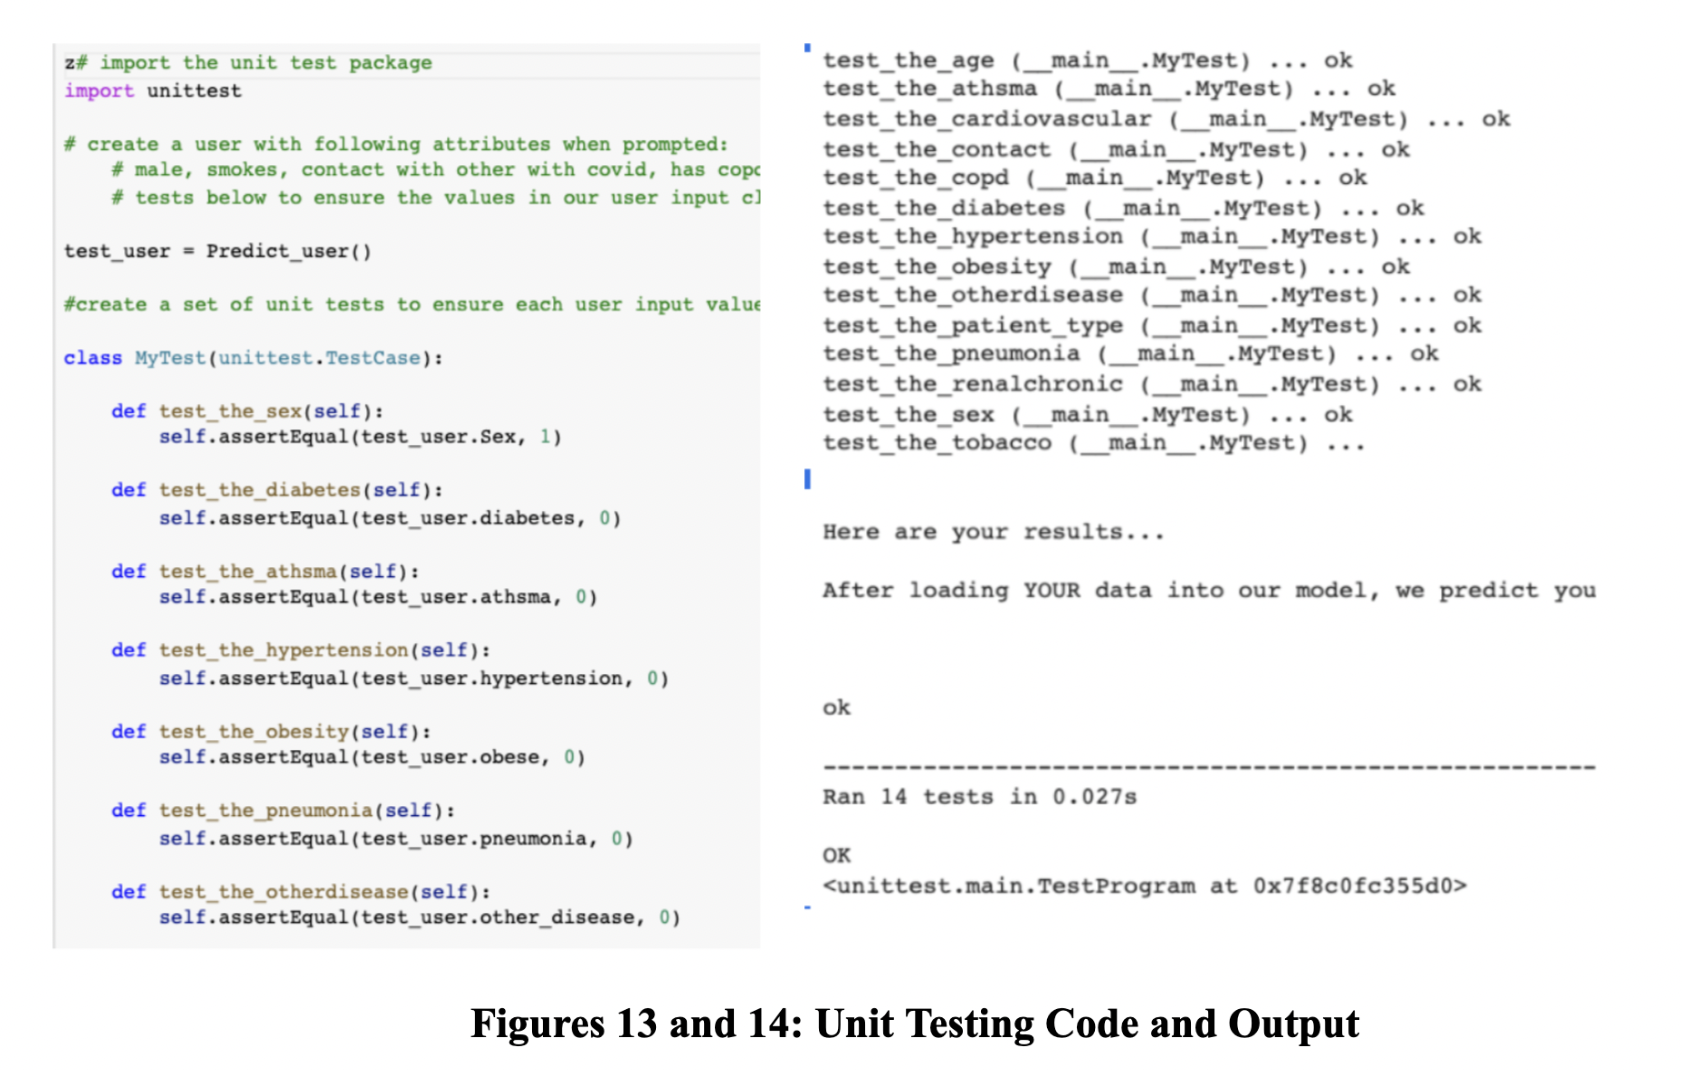 z# import the unit test package
import unittest
# create a user with following attributes when prompted:
# male, smokes, contact with other with covid, has copd
# tests below to ensure the values in our user input cl
test_user = Predict_user()
#create a set of unit tests to ensure each user input value
class MyTest(unittest.TestCase):
def test_the_sex(self):
self.assertEqual(test_user.Sex, 1)
def test_the_diabetes(self):
self.assertEqual(test_user.diabetes, 0)
def test_the_athsma(self):
self.assertEqual(test_user.athsma, 0)
def test_the_hypertension(self):
self.assertEqual(test_user.hypertension, 0)
def test_the_obesity(self):
self.assertEqual(test_user.obese, 0)
def test_the_pneumonia(self):
self.assertEqual(test_user.pneumonia, 0)
def test_the_otherdisease(self):
self.assertEqual(test_user.other_disease, 0)
test_the_age (__main__.MyTest) ... ok
test_the_athsma (__main__.MyTest) ... ok
test_the_cardiovascular (__main__.MyTest) ... ok
test_the_contact (__main__.MyTest) ... ok
test_the_copd (__main__.MyTest) ... ok
test_the_diabetes (__main__.MyTest) ... ok
test_the_hypertension (__main__.MyTest) ... ok
test_the_obesity (__main__.MyTest) ... ok
test_the_otherdisease (__main__.MyTest) ... ok
test_the_patient_type (__main__.MyTest) ... ok
test_the_pneumonia (__main__.MyTest) ... ok
test_the_renalchronic (__main__.MyTest) ... ok
test_the_sex (__main__.MyTest) ... ok
test_the_tobacco (__main__.MyTest) ...
Here are your results...
After loading YOUR data into our model, we predict you
ok
------------------------------------------------------
Ran 14 tests in 0.027s
OK
<unittest.main.TestProgram at 0x7f8c0fc355d0>
Figures 13 and 14: Unit Testing Code and Output